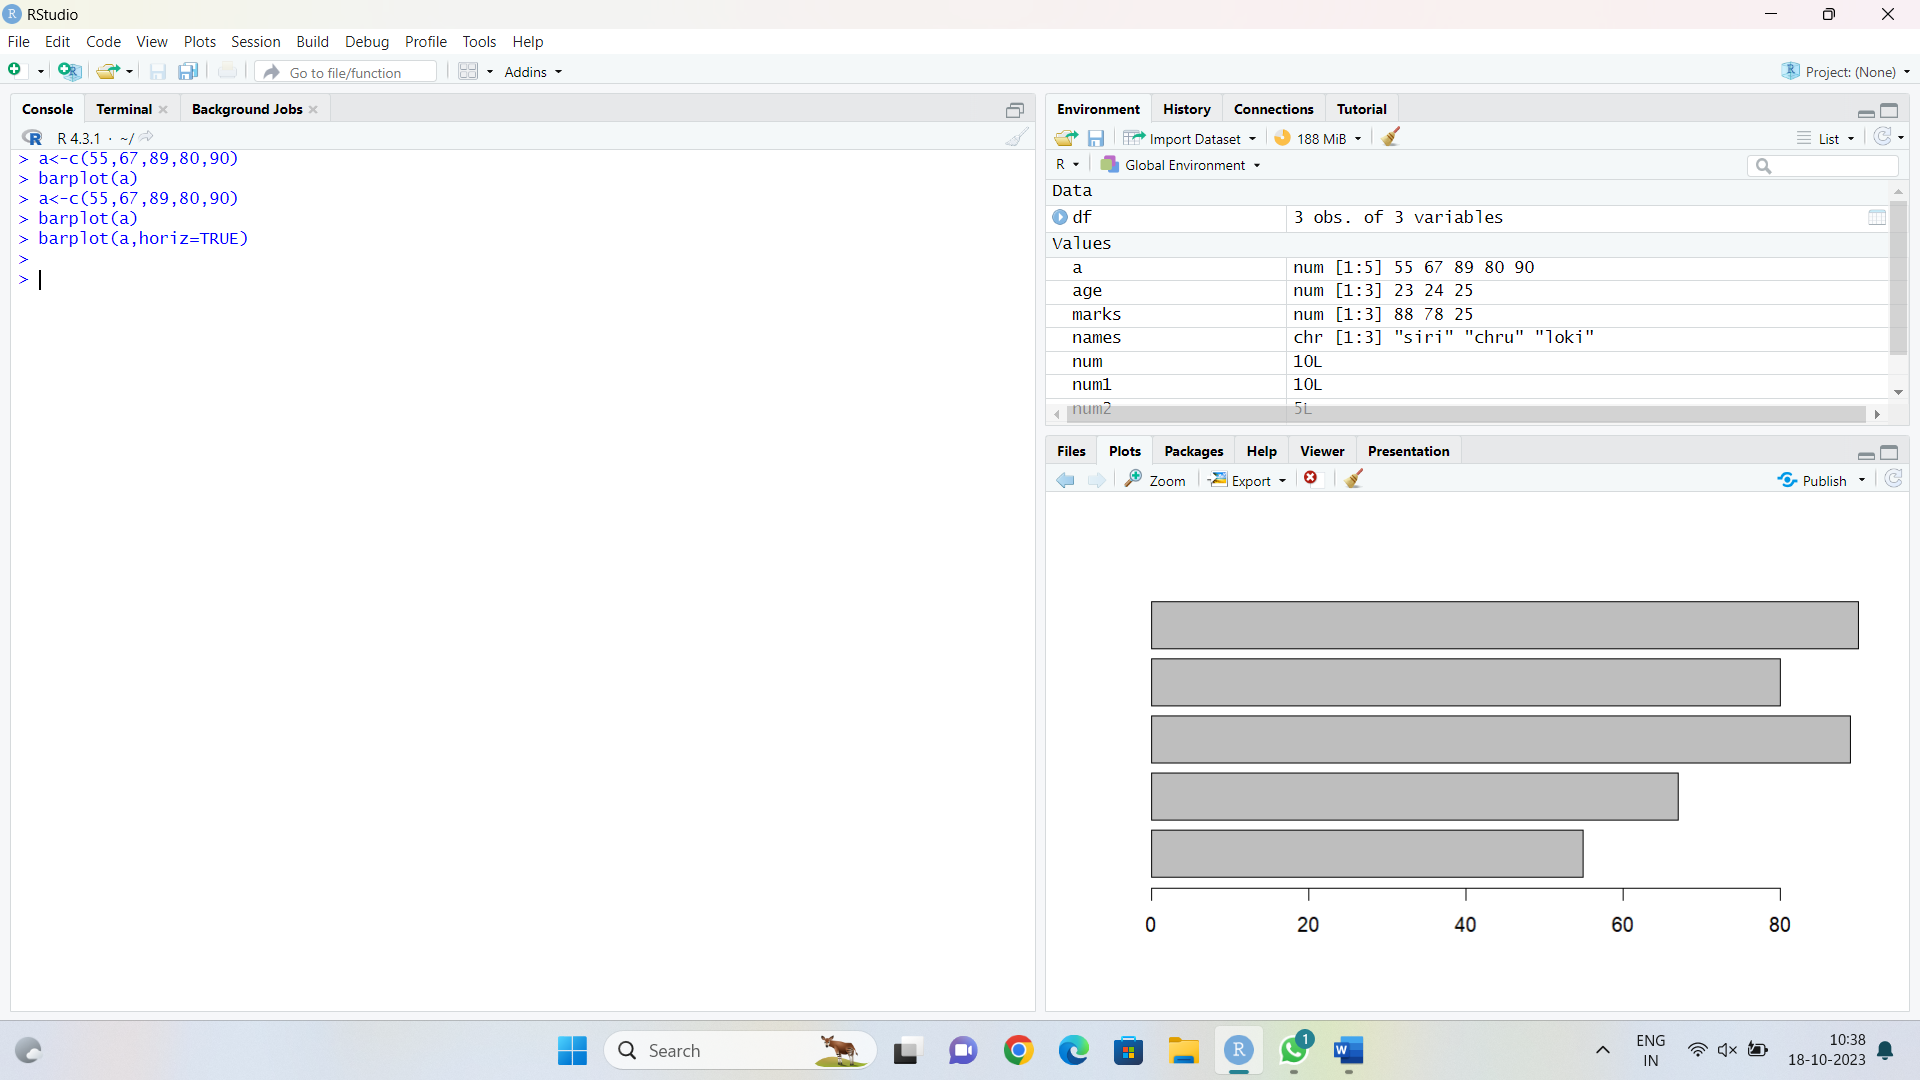 RStudio
File Edit Code View Plots Session Build Debug Profile Tools Help
Go to file/function Addins Project: (None)
Console Terminal Background Jobs
R 4.3.1 · ~/
> a<-c(55,67,89,80,90)
> barplot(a)
> a<-c(55,67,89,80,90)
> barplot(a)
> barplot(a,horiz=TRUE)
>
>
Environment History Connections Tutorial
Import Dataset 188 MiB List
R Global Environment
Data
df 3 obs. of 3 variables
Values
a num [1:5] 55 67 89 80 90
age num [1:3] 23 24 25
marks num [1:3] 88 78 25
names chr [1:3] "siri" "chru" "loki"
num 10L
num1 10L
num2 5L
Files Plots Packages Help Viewer Presentation
Zoom Export Publish
0 20 40 60 80
Search
1
ENG
IN
10:38
18-10-2023